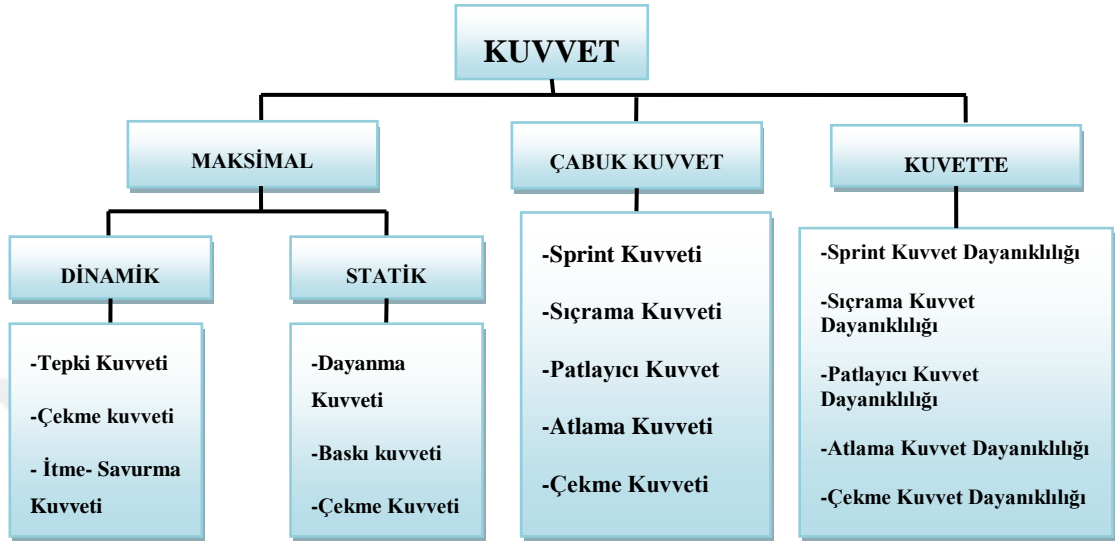 KUVVET
MAKSİMAL
ÇABUK KUVVET
KUVETTE
DİNAMİK
STATİK
-Tepki Kuvveti
-Çekme kuvveti
- İtme- Savurma
Kuvveti
-Dayanma
Kuvveti
-Baskı kuvveti
-Çekme Kuvveti
-Sprint Kuvveti
-Sıçrama Kuvveti
-Patlayıcı Kuvvet
-Atlama Kuvveti
-Çekme Kuvveti
-Sprint Kuvvet Dayanıklılığı
-Sıçrama Kuvvet
Dayanıklılığı
-Patlayıcı Kuvvet
Dayanıklılığı
-Atlama Kuvvet Dayanıklılığı
-Çekme Kuvvet Dayanıklılığı